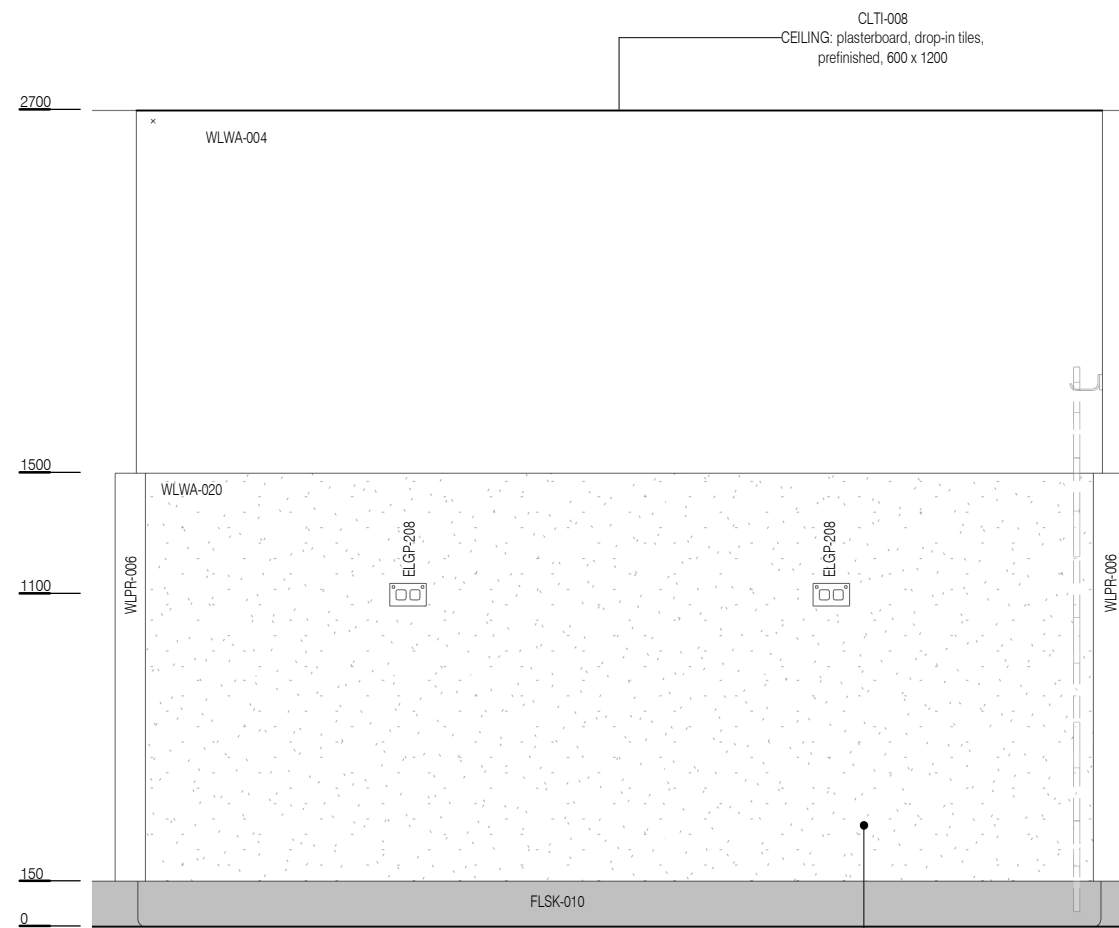 CLTI-008
CEILING: plasterboard, drop-in tiles,
prefinished, 600 x 1200
2700
WLWA-004
1500
WLWA-020
ELGP-208
ELGP-208
1100
WLPR-006
WLPR-006
150
FLSK-010
0